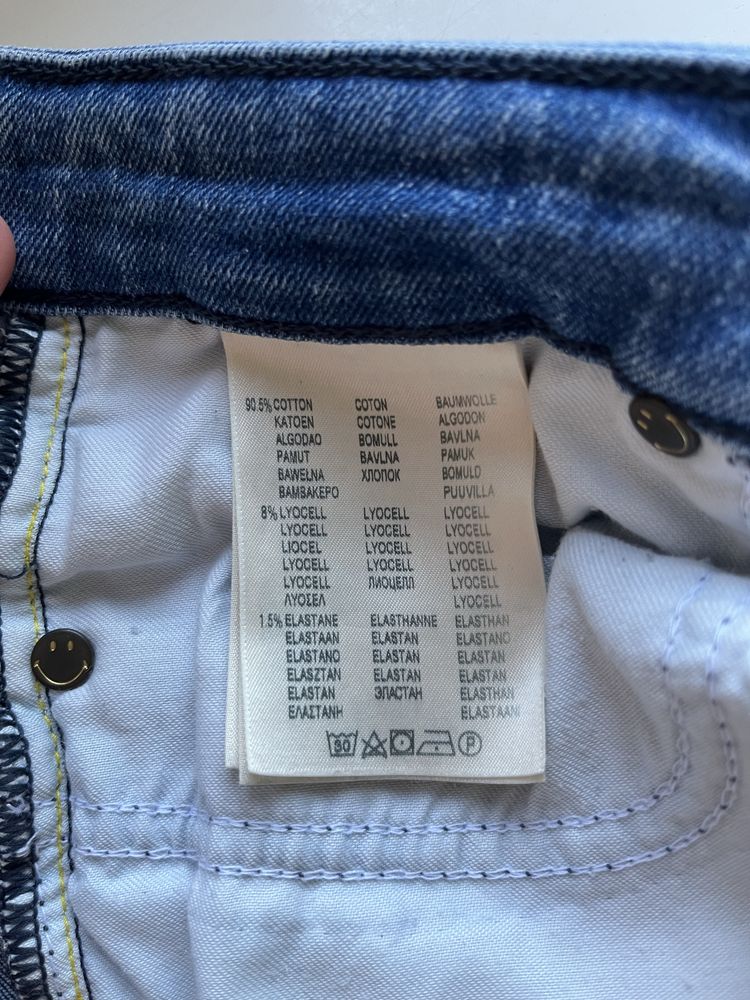 90.5% COTTON COTON BAUMWOLLE
KATOEN COTONE ALGODON
ALGODAO BOMULL BAVLNA
PAMUT BAVLNA PAMUK
BAWEŁNA ХЛОПОК BOMULD
ΒΑΜΒΑΚΕΡΟ PUUVILLA
8% LYOCELL LYOCELL LYOCELL
LYOCELL LYOCELL LYOCELL
LIOCEL LYOCELL LYOCELL
LYOCELL LYOCELL LYOCELL
LYOCELL ЛИОЦЕЛЛ LYOCELL
ΛΥΟΣΕΛ LYOCELL
1.5% ELASTANE ELASTHANNE ELASTHAN
ELASTAAN ELASTAN ELASTANO
ELASTANO ELASTAN ELASTAN
ELASZTAN ELASTAN ELASTAN
ELASTAN ЭЛАСТАН ELASTHAN
ΕΛΑΣΤΑΝΗ ELASTAANI
30 P